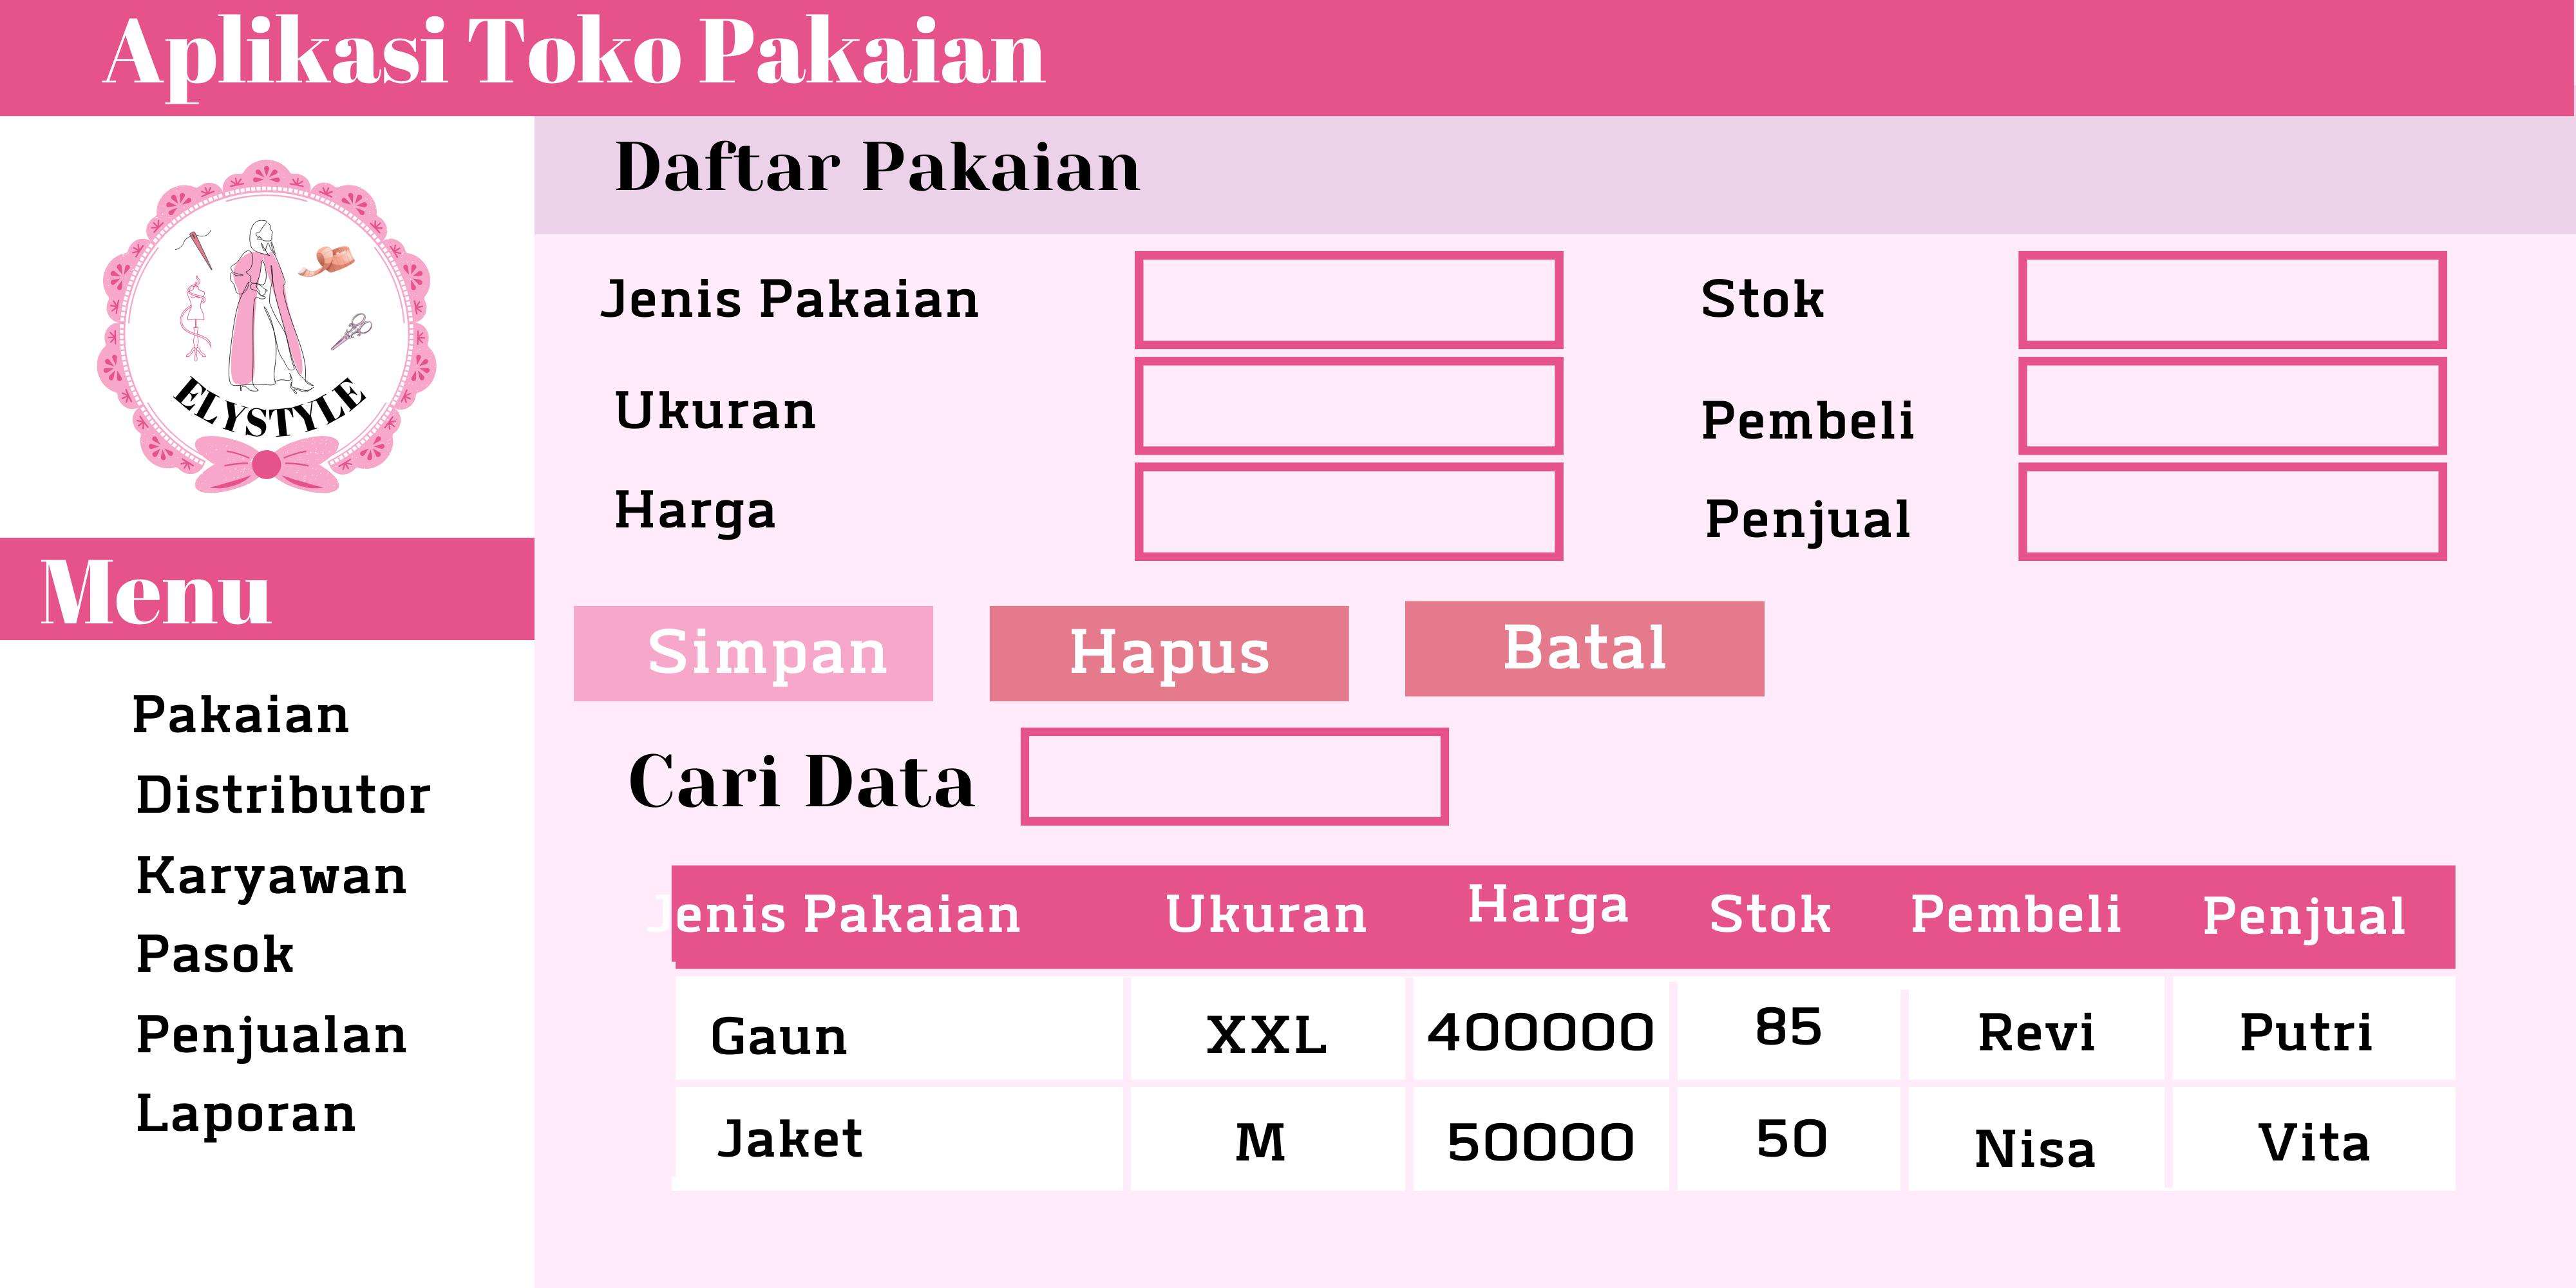 Aplikasi Toko Pakaian
ELYSTYLE
Menu
Pakaian
Distributor
Karyawan
Pasok
Penjualan
Laporan
Daftar Pakaian
Jenis Pakaian
Stok
Ukuran
Pembeli
Harga
Penjual
Simpan Hapus Batal
Cari Data
Jenis Pakaian Ukuran Harga Stok Pembeli Penjual
Gaun XXL 400000 85 Revi Putri
Jaket M 50000 50 Nisa Vita